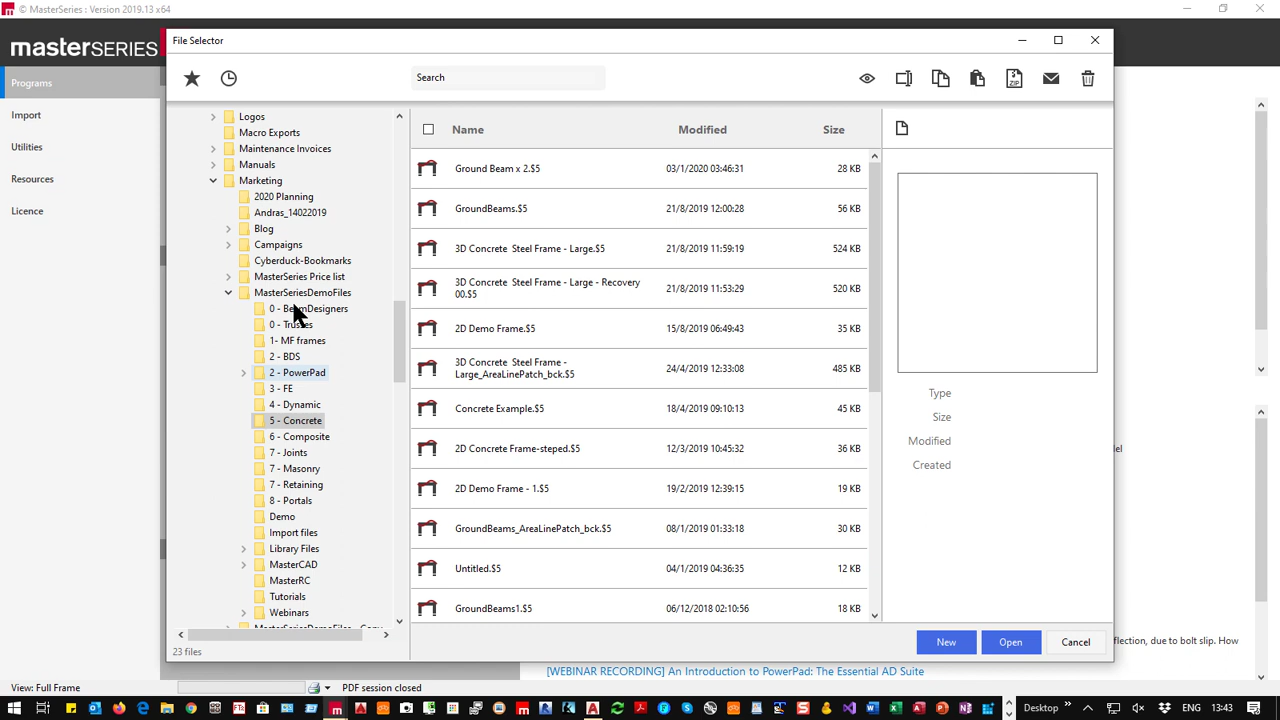 © MasterSeries : Version 2019.13 x64
masterSERIES
Programs
Import
Utilities
Resources
Licence
File Selector
Search
ZIP
Logos
Macro Exports
Maintenance Invoices
Manuals
Marketing
2020 Planning
Andras_14022019
Blog
Campaigns
Cyberduck-Bookmarks
MasterSeries Price list
MasterSeriesDemoFiles
0 - BeamDesigners
0 - Trusses
1- MF frames
2 - BDS
2 - PowerPad
3 - FE
4 - Dynamic
5 - Concrete
6 - Composite
7 - Joints
7 - Masonry
7 - Retaining
8 - Portals
Demo
Import files
Library Files
MasterCAD
MasterRC
Tutorials
Webinars
23 files
Name Modified Size
Ground Beam x 2.$5 03/1/2020 03:46:31 28 KB
GroundBeams.$5 21/8/2019 12:00:28 56 KB
3D Concrete Steel Frame - Large.$5 21/8/2019 11:59:19 524 KB
3D Concrete Steel Frame - Large - Recovery
00.$5 21/8/2019 11:53:29 520 KB
2D Demo Frame.$5 15/8/2019 06:49:43 35 KB
3D Concrete Steel Frame -
Large_AreaLinePatch_bck.$5 24/4/2019 12:33:08 485 KB
Concrete Example.$5 18/4/2019 09:10:13 45 KB
2D Concrete Frame-steped.$5 12/3/2019 10:45:32 36 KB
2D Demo Frame - 1.$5 19/2/2019 12:39:15 19 KB
GroundBeams_AreaLinePatch_bck.$5 08/1/2019 01:33:18 30 KB
Untitled.$5 04/1/2019 04:36:35 12 KB
GroundBeams1.$5 06/12/2018 02:10:56 18 KB
Type
Size
Modified
Created
New Open Cancel
del
flection, due to bolt slip. How
[WEBINAR RECORDING] An Introduction to PowerPad: The Essential AD Suite
View: Full Frame
PDF session closed
Desktop
ENG
13:43